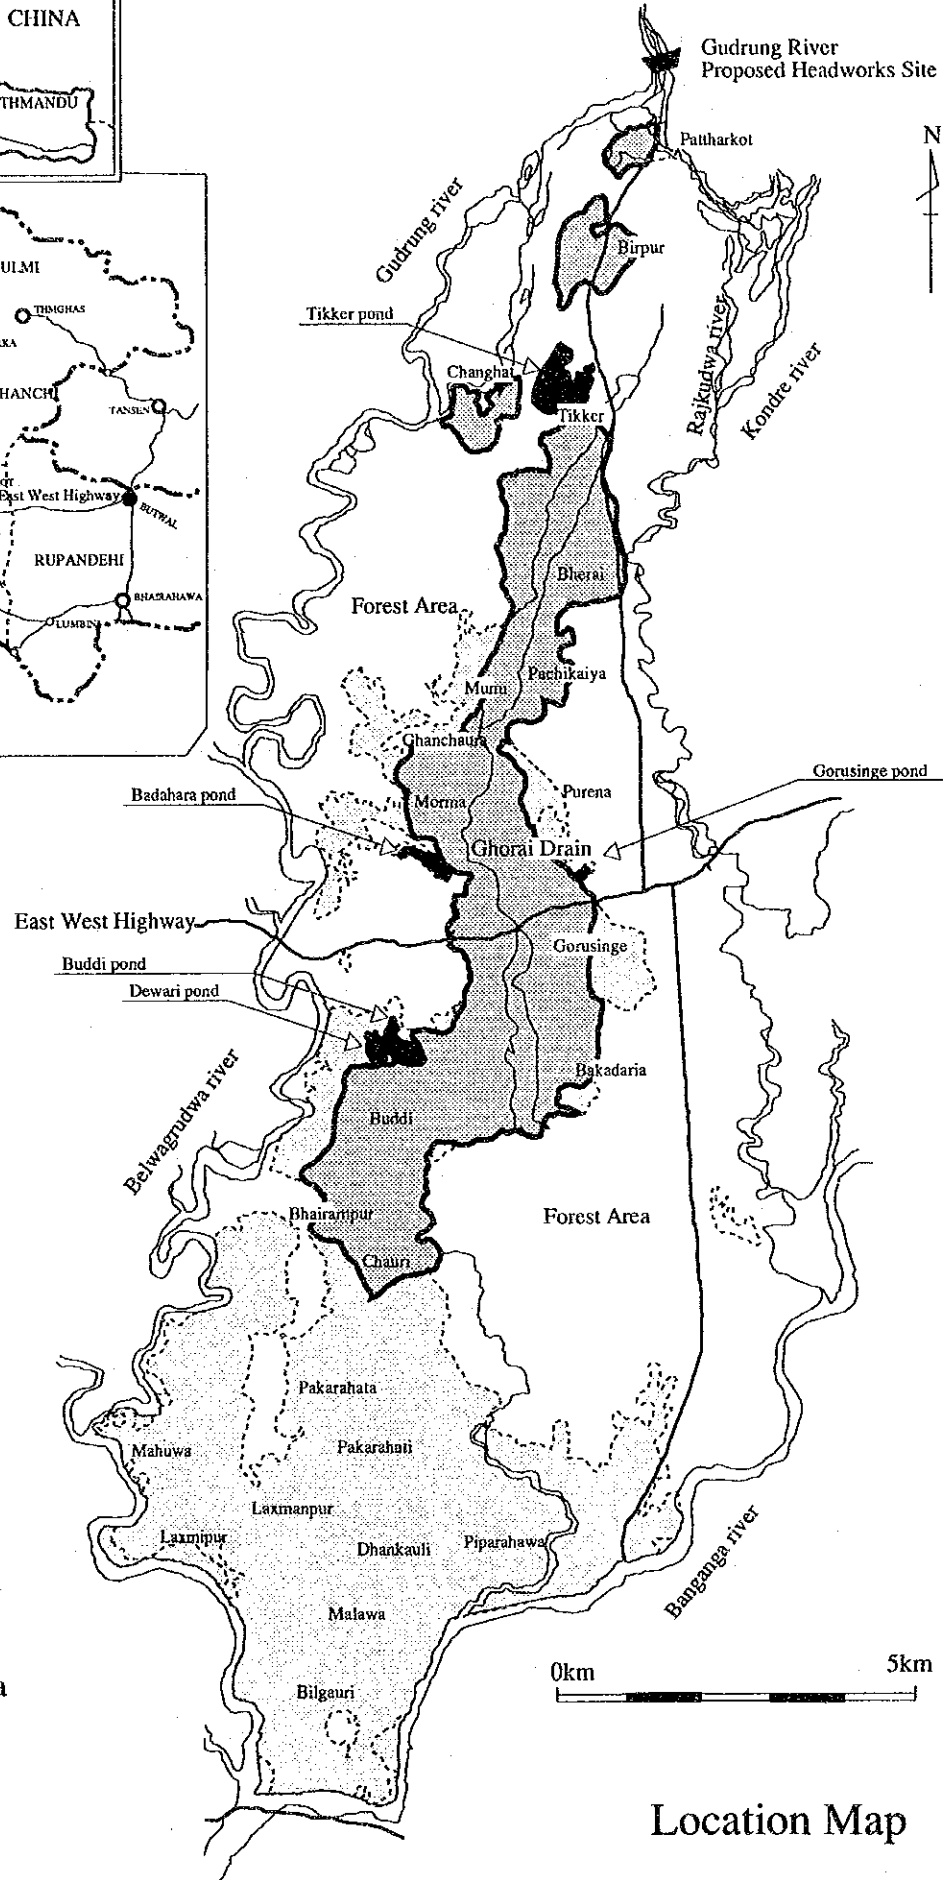 CHINA
THMANDU
ULMI
THMGHAS
KA
HANCHI
TANSEN
East West Highway
BUTWAL
RUPANDEHI
BHAIRAHAWA
LUMBINI
Gudrung River
Proposed Headworks Site
N
Pattharkot
Gudrung river
Birpur
Tikker pond
Rajkudwa river
Changhat
Kondre river
Tikker
Bherai
Forest Area
Pachikaiya
Murni
Ghanchaura
Gorusinge pond
Badahara pond
Purena
Morma
Ghorai Drain
East West Highway
Gorusinge
Buddi pond
Dewari pond
Bakadaria
Belwagrudwa river
Buddi
Bhairampur
Forest Area
Chauri
Pakarahata
Mahuwa
Pakarahaii
Laxmanpur
Laxmipur
Dhankauli
Piparahawa
Banganga river
Malawa
0km
5km
a
Bilgauri
Location Map